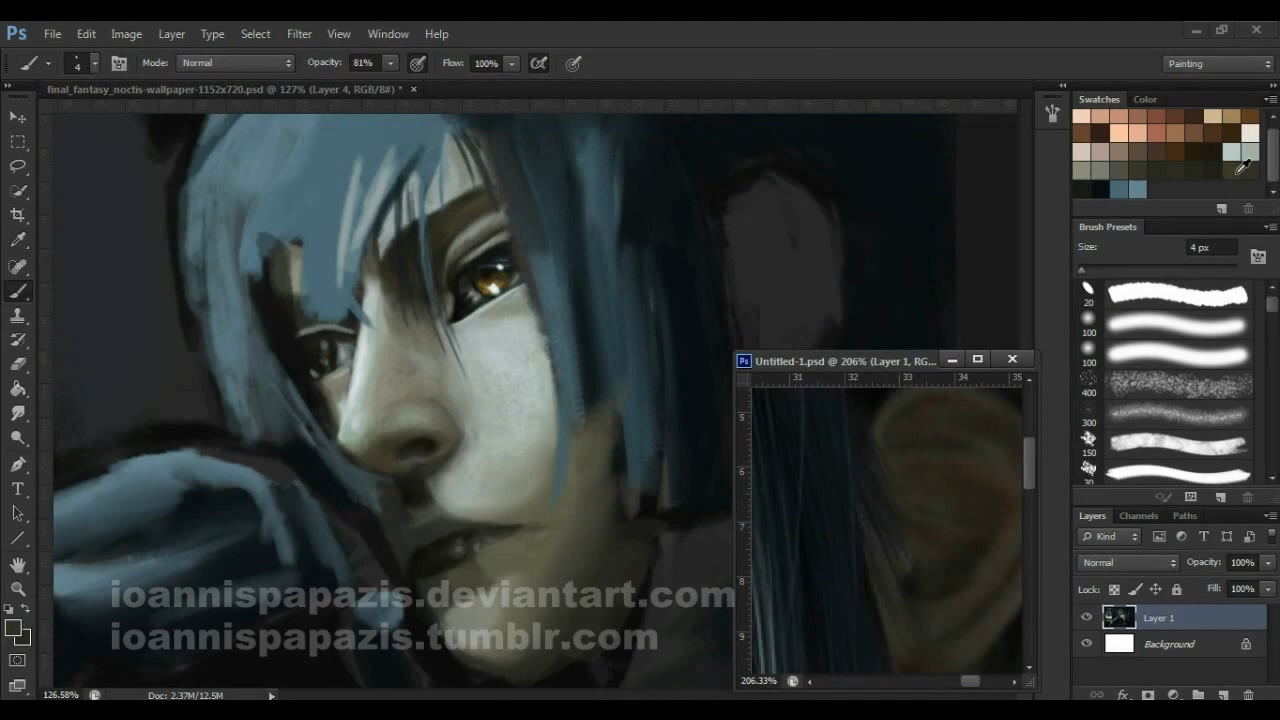 Ps File Edit Image Layer Type Select Filter View Window Help
4 Mode: Normal Opacity: 81% Flow: 100% Painting
final_fantasy_noctis-wallpaper-1152x720.psd @ 127% (Layer 4, RGB/8#) *
Swatches Color
Brush Presets
Size: 4 px
20
100
100
400
300
150
30
Ps Untitled-1.psd @ 206% (Layer 1, RG...
31 32 33 34 35
5
6
7
8
9
206.33%
Layers Channels Paths
Kind
Normal Opacity: 100%
Lock: Fill: 100%
Layer 1
Background
fx
ioannispapazis.deviantart.com
ioannispapazis.tumblr.com
126.58% Doc: 2.37M/12.5M